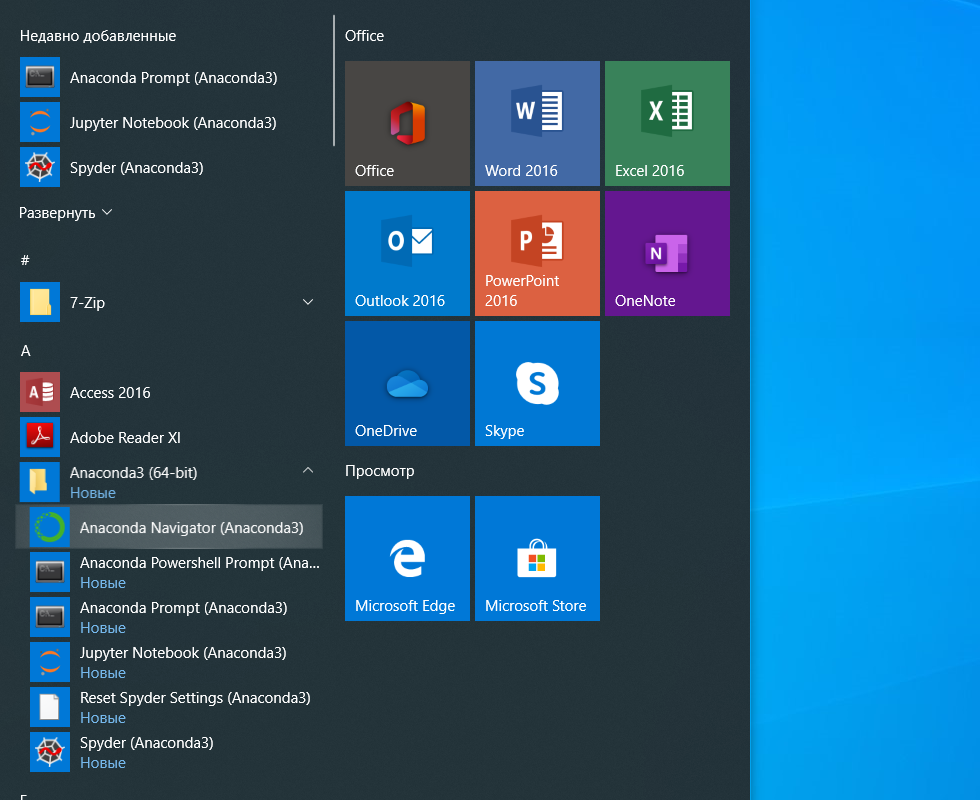 Недавно добавленные
Anaconda Prompt (Anaconda3)
Jupyter Notebook (Anaconda3)
Spyder (Anaconda3)
Развернуть
#
7-Zip
A
Access 2016
Adobe Reader XI
Anaconda3 (64-bit)
Новые
Anaconda Navigator (Anaconda3)
Anaconda Powershell Prompt (Ana...
Новые
Anaconda Prompt (Anaconda3)
Новые
Jupyter Notebook (Anaconda3)
Новые
Reset Spyder Settings (Anaconda3)
Новые
Spyder (Anaconda3)
Новые
Office
Office
Word 2016
Excel 2016
Outlook 2016
PowerPoint
2016
OneNote
OneDrive
Skype
Просмотр
Microsoft Edge
Microsoft Store